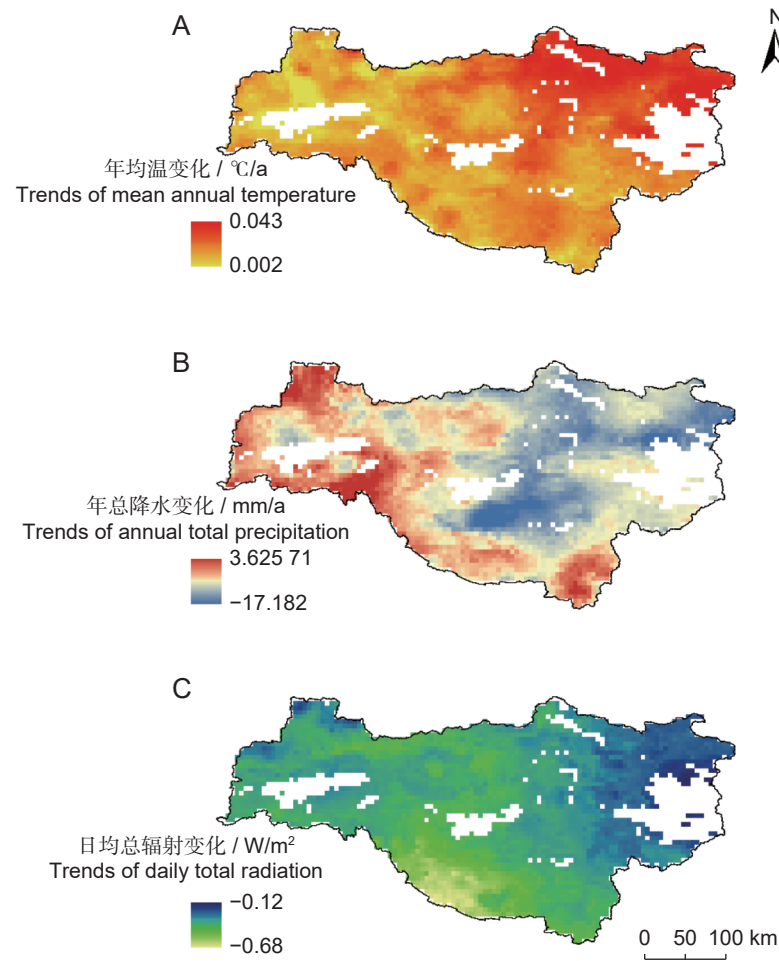 A
N
年均温变化 / ℃/a
Trends of mean annual temperature
0.043
0.002
B
年总降水变化 / mm/a
Trends of annual total precipitation
3.625 71
−17.182
C
日均总辐射变化 / W/m²
Trends of daily total radiation
−0.12
−0.68
0 50 100 km